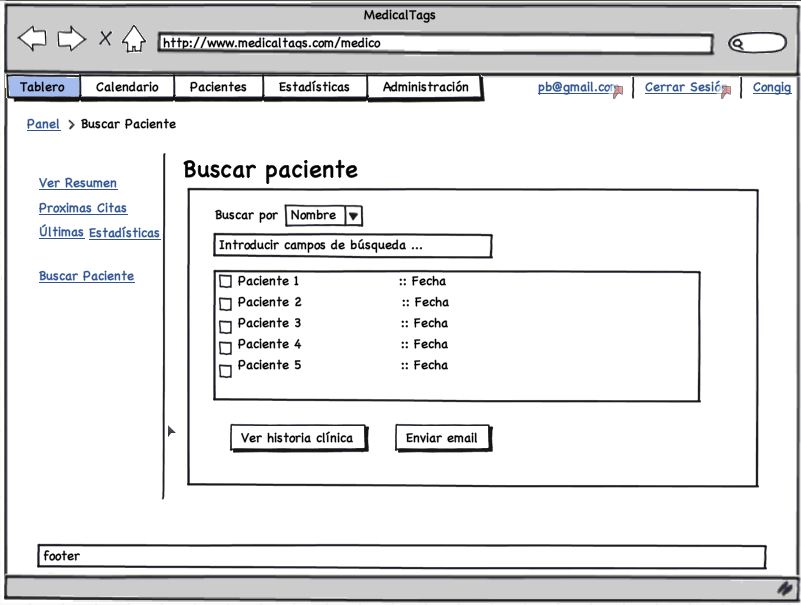 MedicalTags
http://www.medicaltags.com/medico
Tablero Calendario Pacientes Estadísticas Administración pb@gmail.com Cerrar Sesión Congig
Panel > Buscar Paciente
Buscar paciente
Ver Resumen
Proximas Citas
Últimas Estadísticas
Buscar Paciente
Buscar por Nombre
Introducir campos de búsqueda ...
Paciente 1 :: Fecha
Paciente 2 :: Fecha
Paciente 3 :: Fecha
Paciente 4 :: Fecha
Paciente 5 :: Fecha
Ver historia clínica Enviar email
footer